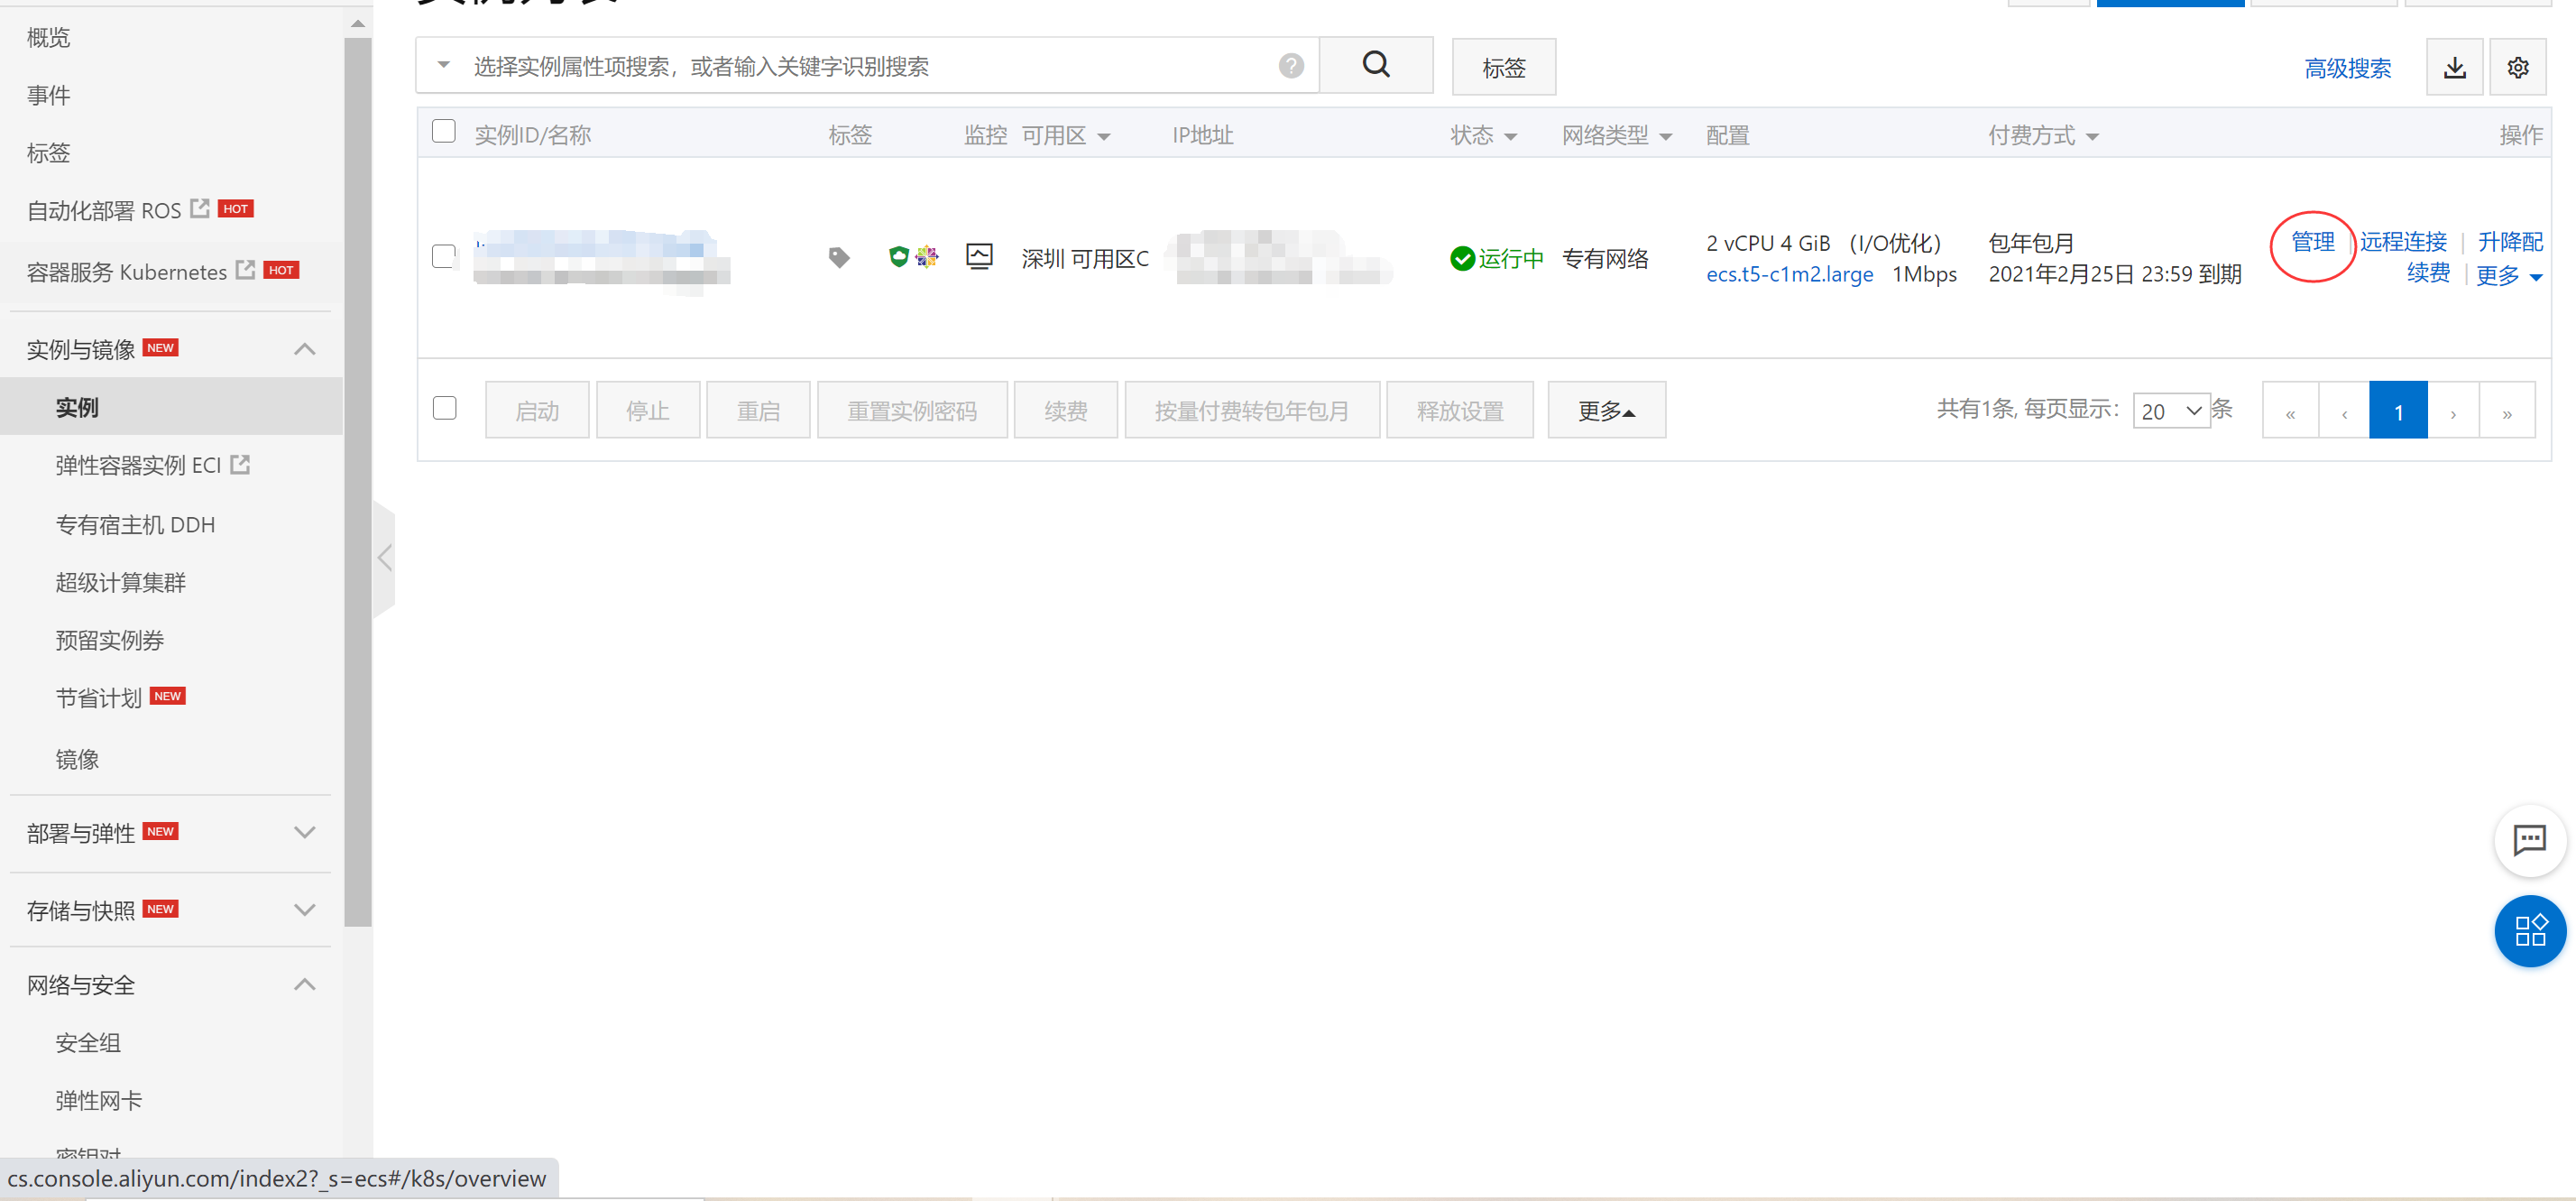 概览
事件
标签
自动化部署 ROS HOT
容器服务 Kubernetes HOT
实例与镜像 NEW
实例
弹性容器实例 ECI
专有宿主机 DDH
超级计算集群
预留实例券
节省计划 NEW
镜像
部署与弹性 NEW
存储与快照 NEW
网络与安全
安全组
弹性网卡
密钥对
cs.console.aliyun.com/index2?_s=ecs#/k8s/overview
实例列表
选择实例属性项搜索，或者输入关键字识别搜索 ?
标签
高级搜索
实例ID/名称 标签 监控 可用区 IP地址 状态 网络类型 配置 付费方式 操作
深圳 可用区C
运行中
专有网络
2 vCPU 4 GiB （I/O优化）
ecs.t5-c1m2.large 1Mbps
包年包月
2021年2月25日 23:59 到期
管理 | 远程连接 | 升降配
续费 | 更多
启动 停止 重启 重置实例密码 续费 按量付费转包年包月 释放设置 更多
共有1条, 每页显示： 20 条 « ‹ 1 › »